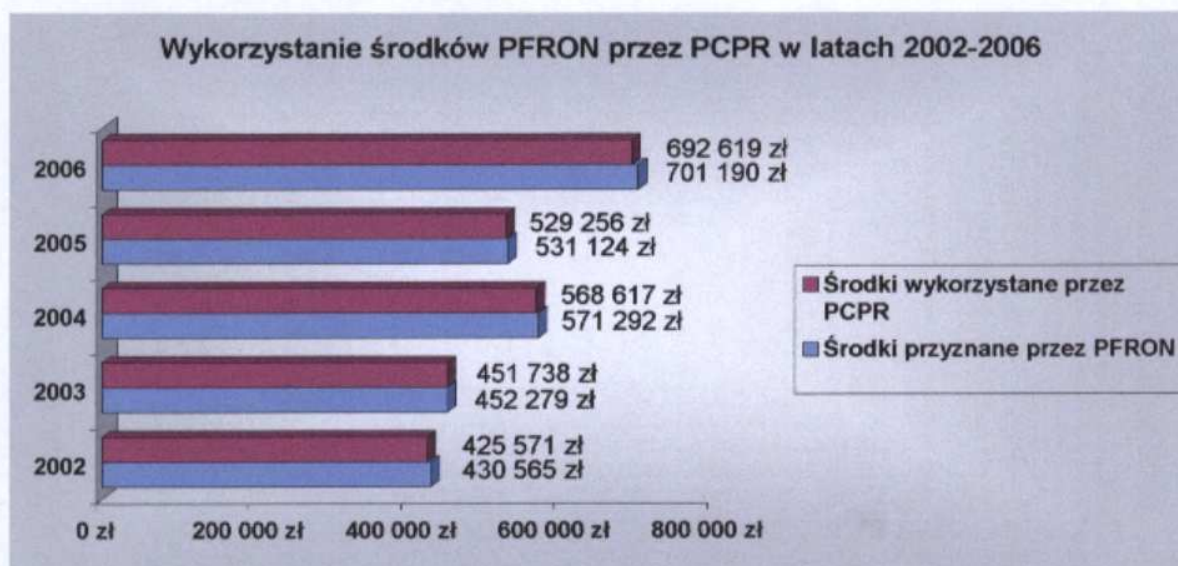 Wykorzystanie środków PFRON przez PCPR w latach 2002-2006
2006
692 619 zł
701 190 zł
2005
529 256 zł
531 124 zł
2004
568 617 zł
571 292 zł
2003
451 738 zł
452 279 zł
2002
425 571 zł
430 565 zł
0 zł 200 000 zł 400 000 zł 600 000 zł 800 000 zł
Środki wykorzystane przez
PCPR
Środki przyznane przez PFRON